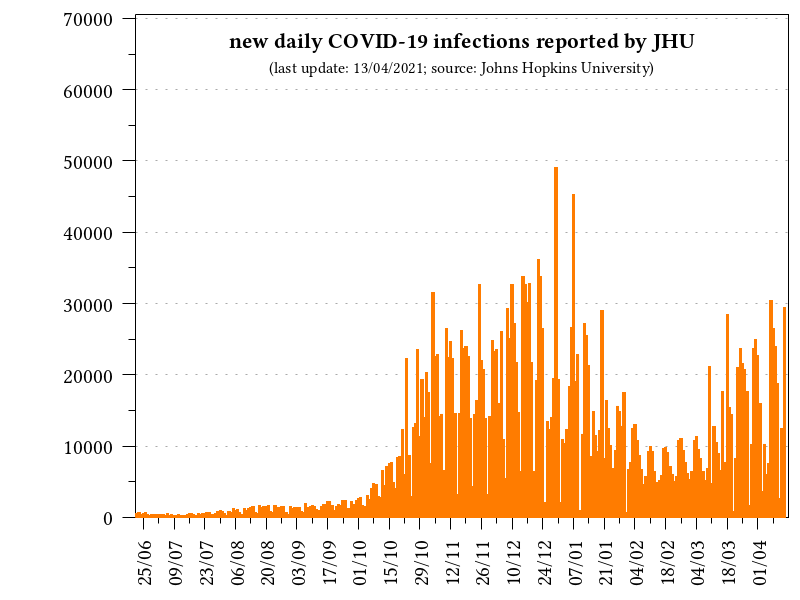 new daily COVID-19 infections reported by JHU
(last update: 13/04/2021; source: Johns Hopkins University)
70000
60000
50000
40000
30000
20000
10000
0
25/06 09/07 23/07 06/08 20/08 03/09 17/09 01/10 15/10 29/10 12/11 26/11 10/12 24/12 07/01 21/01 04/02 18/02 04/03 18/03 01/04